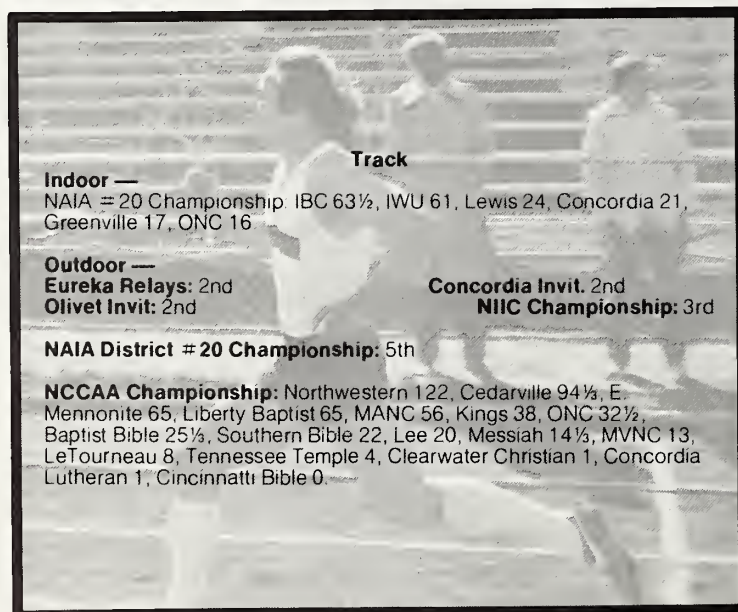 Track
Indoor —
NAIA #20 Championship: IBC 63½, IWU 61, Lewis 24, Concordia 21,
Greenville 17, ONC 16
Outdoor —
Eureka Relays: 2nd
Olivet Invit: 2nd
Concordia Invit. 2nd
NIIC Championship: 3rd
NAIA District #20 Championship: 5th
NCCAA Championship: Northwestern 122, Cedarville 94⅓, E.
Mennonite 65, Liberty Baptist 65, MANC 56, Kings 38, ONC 32½,
Baptist Bible 25⅓, Southern Bible 22, Lee 20, Messiah 14⅓, MVNC 13,
LeTourneau 8, Tennessee Temple 4, Clearwater Christian 1, Concordia
Lutheran 1, Cincinnatti Bible 0.